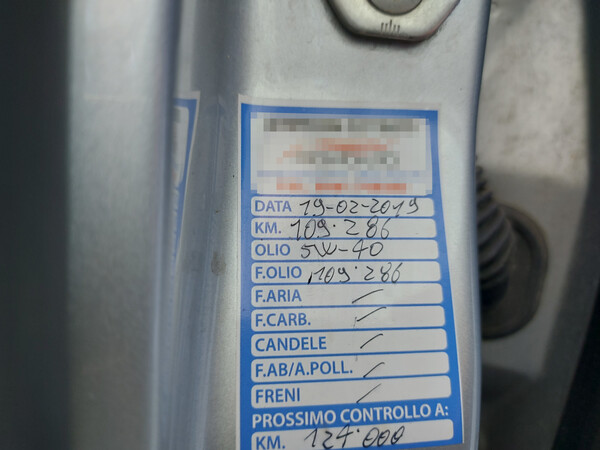 DATA 19-02-2019
KM. 109.286
OLIO 5W-40
F.OLIO 109.286
F.ARIA /
F.CARB. /
CANDELE /
F.AB/A.POLL. /
FRENI /
PROSSIMO CONTROLLO A:
KM. 124.000